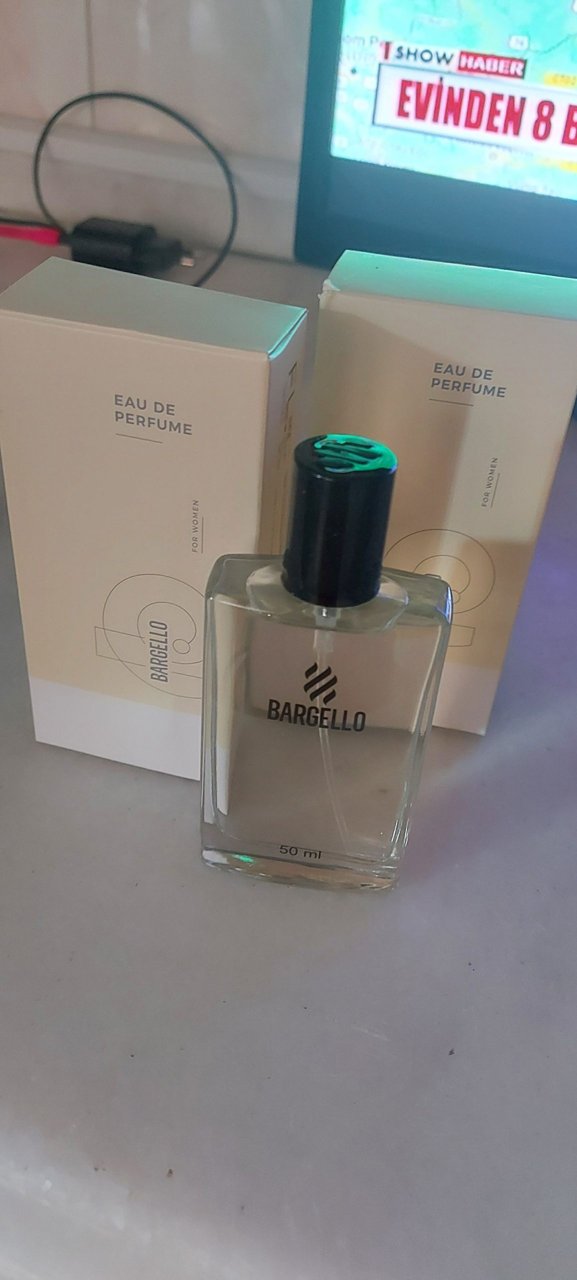 SHOW HABER
EVİNDEN 8 B
EAU DE
PERFUME
FOR WOMEN
BARGELLO
EAU DE
PERFUME
FOR WOMEN
BARGELLO
50 ml